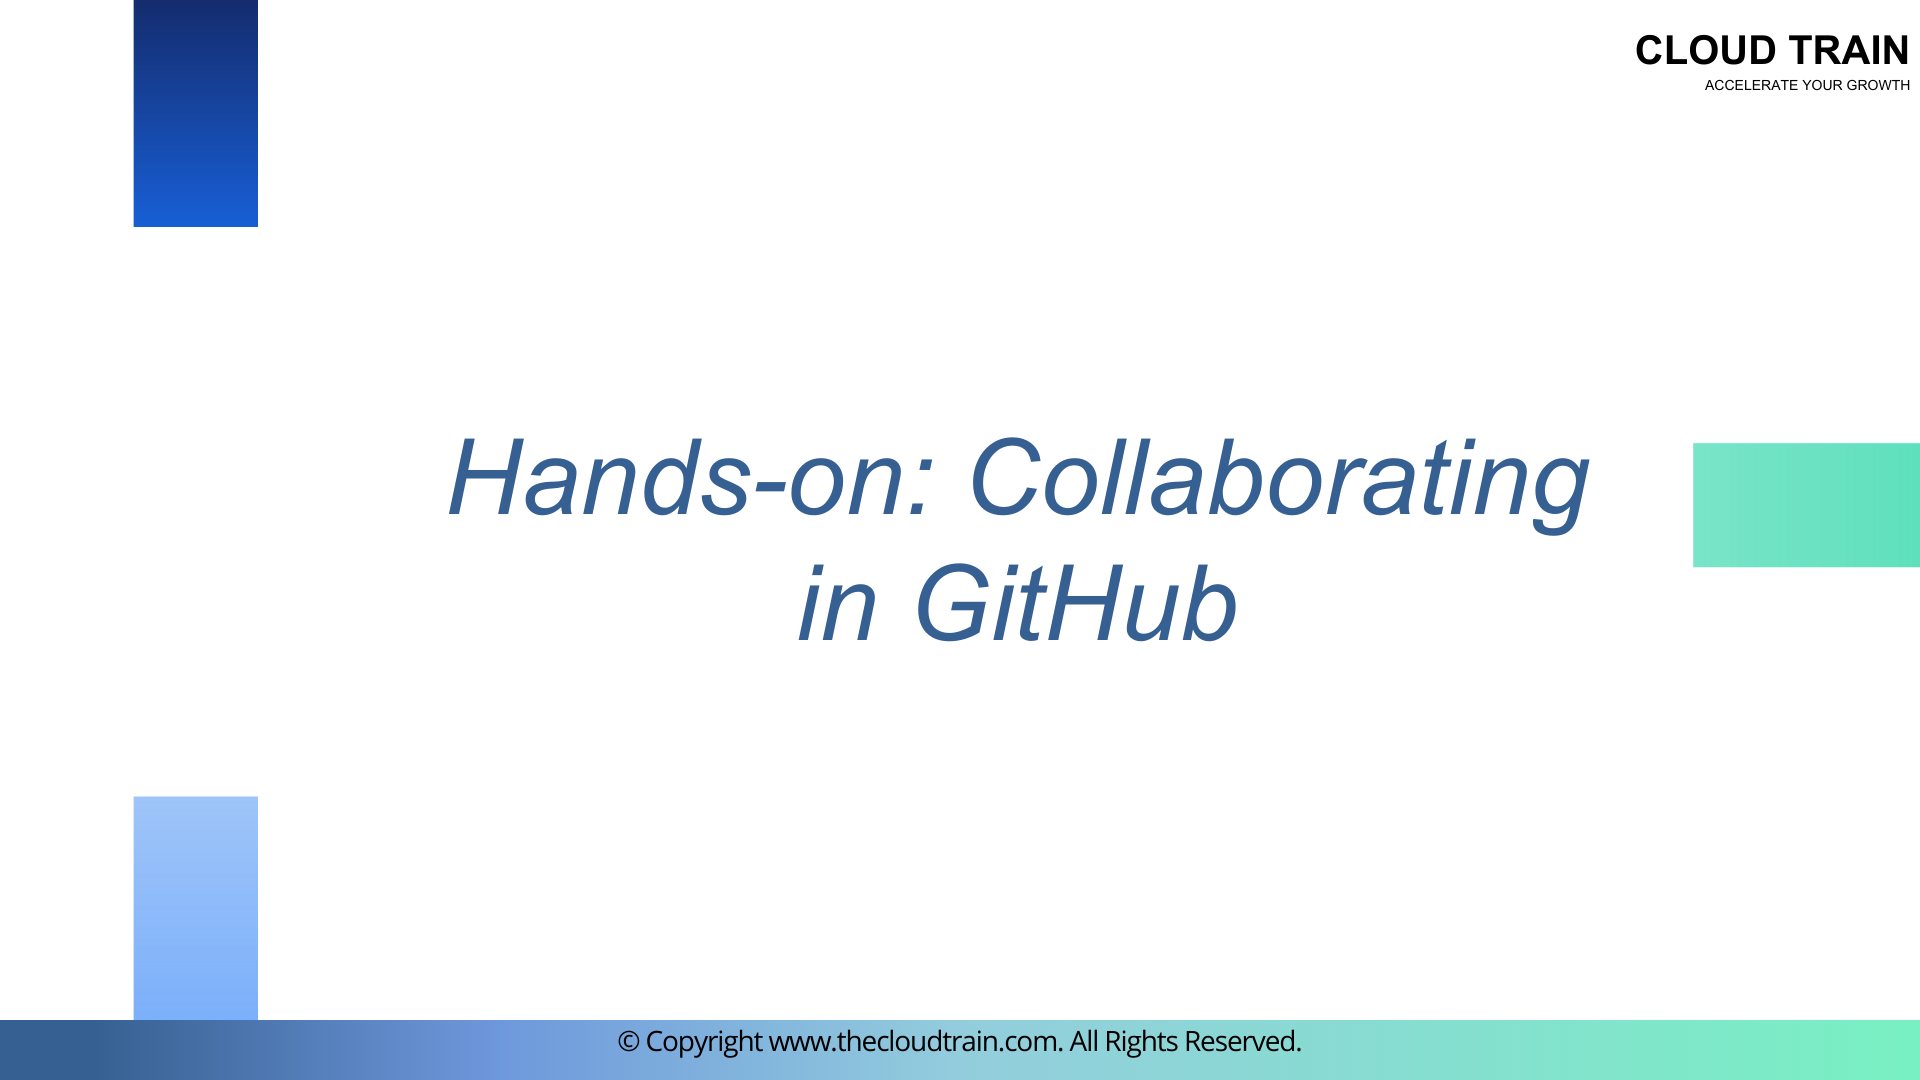 CLOUD TRAIN
ACCELERATE YOUR GROWTH
Hands-on: Collaborating
in GitHub
© Copyright www.thecloudtrain.com. All Rights Reserved.